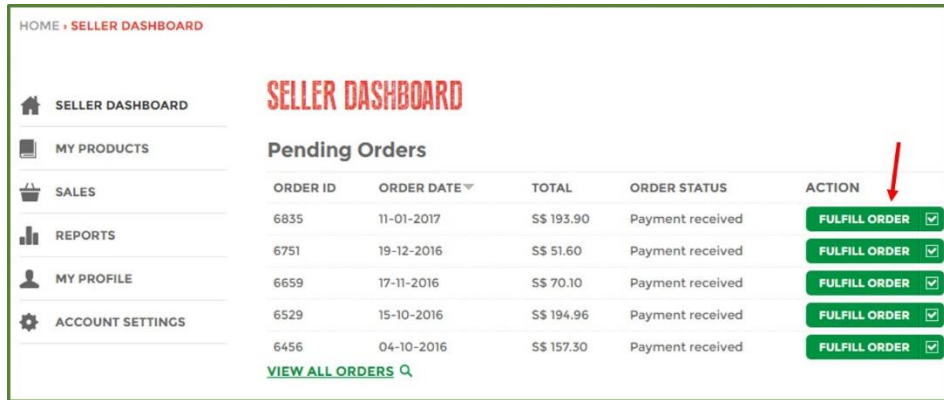 HOME › SELLER DASHBOARD
SELLER DASHBOARD
MY PRODUCTS
SALES
REPORTS
MY PROFILE
ACCOUNT SETTINGS
SELLER DASHBOARD
Pending Orders
ORDER ID ORDER DATE TOTAL ORDER STATUS ACTION
6835 11-01-2017 S$ 193.90 Payment received FULFILL ORDER
6751 19-12-2016 S$ 51.60 Payment received FULFILL ORDER
6659 17-11-2016 S$ 70.10 Payment received FULFILL ORDER
6529 15-10-2016 S$ 194.96 Payment received FULFILL ORDER
6456 04-10-2016 S$ 157.30 Payment received FULFILL ORDER
VIEW ALL ORDERS